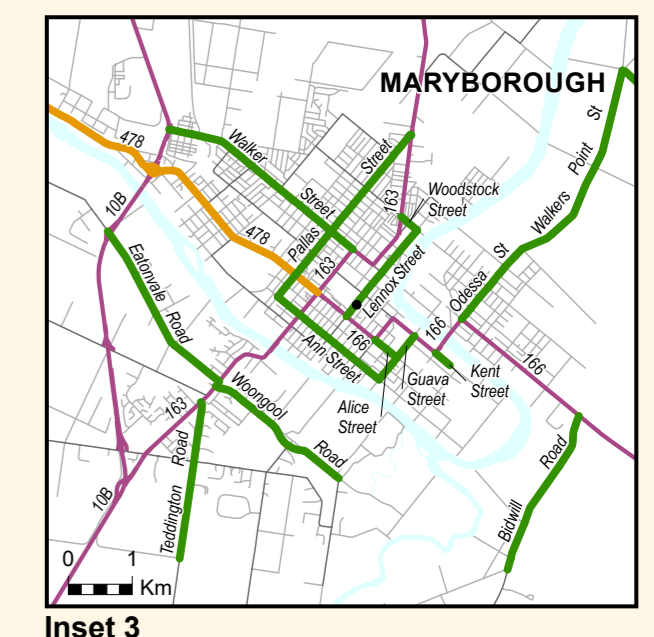 MARYBOROUGH
478
Walker
Street
Street
Pallas
163
Woodstock
Street
St
Point
Walkers
10B
478
163
Lennox Street
Odessa
St
Eatonvale
Road
166
166
166
Ann Street
Guava
Street
Kent
Street
Alice
Street
Woongool
Road
163
Teddington
Road
10B
Bidwill
Road
0 1
Km
Inset 3